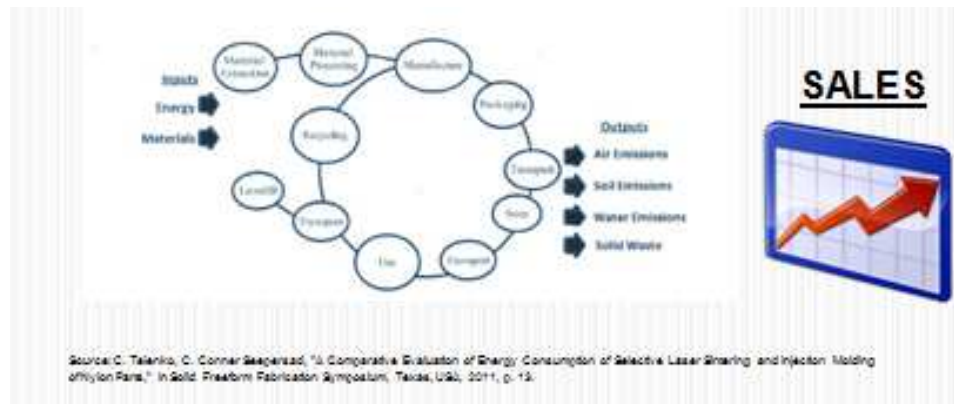 SALES
Material
Extraction
Material
Processing
Manufacture
Inputs
Energy
Materials
Packaging
Recycling
Outputs
Air Emissions
Transport
Soil Emissions
Landfill
Water Emissions
Transport
Solid Waste
Use
Transport
Source: C. Telenko, C. Conner Seepersad, "A Comparative Evaluation of Energy Consumption of Selective Laser Sintering and Injection Molding
of Nylon Parts," in Solid Freeform Fabrication Symposium, Texas, USA, 2011, p. 13.